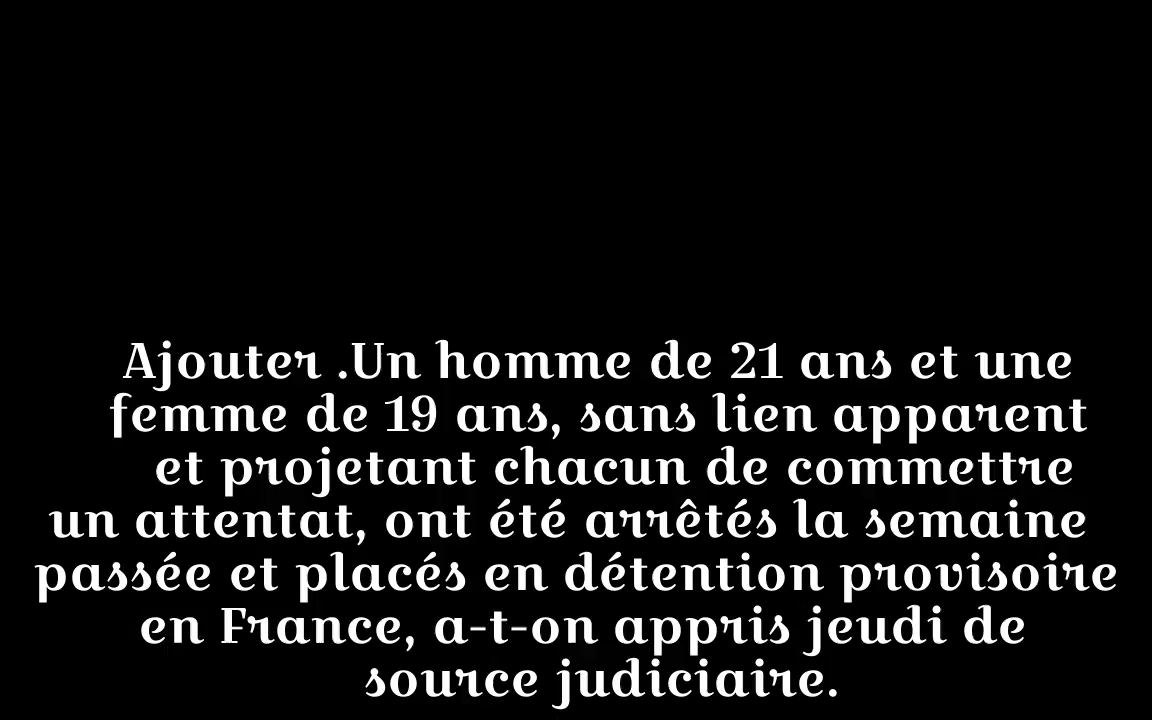 Ajouter .Un homme de 21 ans et une
femme de 19 ans, sans lien apparent
et projetant chacun de commettre
un attentat, ont été arrêtés la semaine
passée et placés en détention provisoire
en France, a-t-on appris jeudi de
source judiciaire.